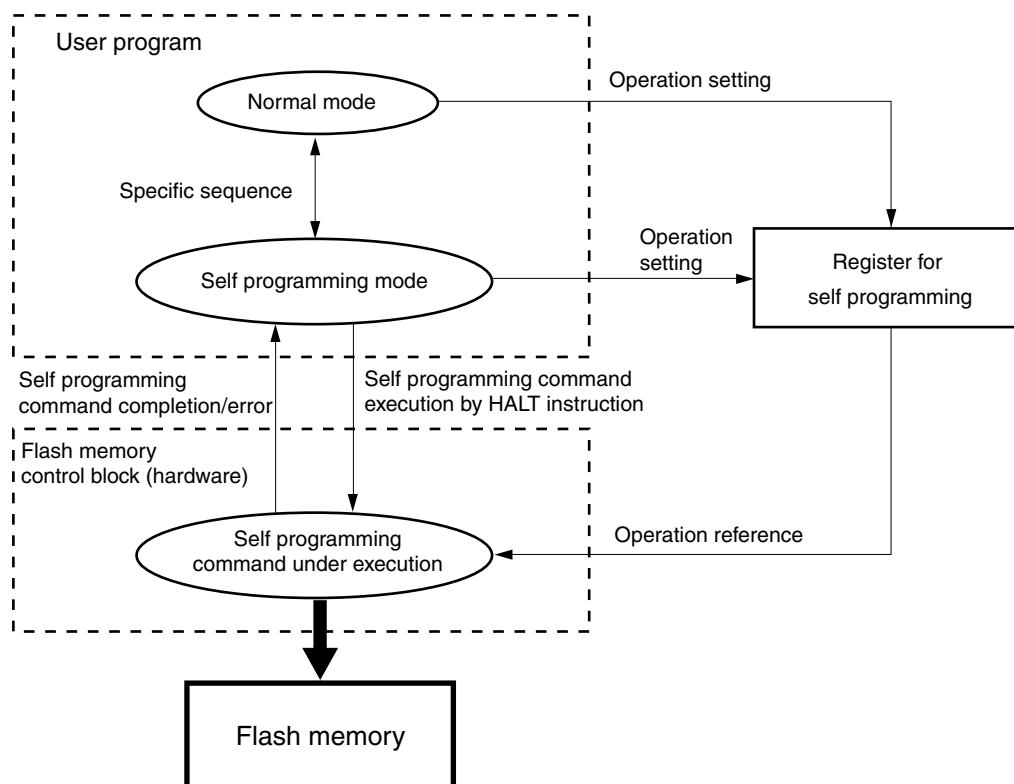 User program
Normal mode
Operation setting
Specific sequence
Self programming mode
Operation
setting
Register for
self programming
Self programming
command completion/error
Self programming command
execution by HALT instruction
Flash memory
control block (hardware)
Self programming
command under execution
Operation reference
Flash memory